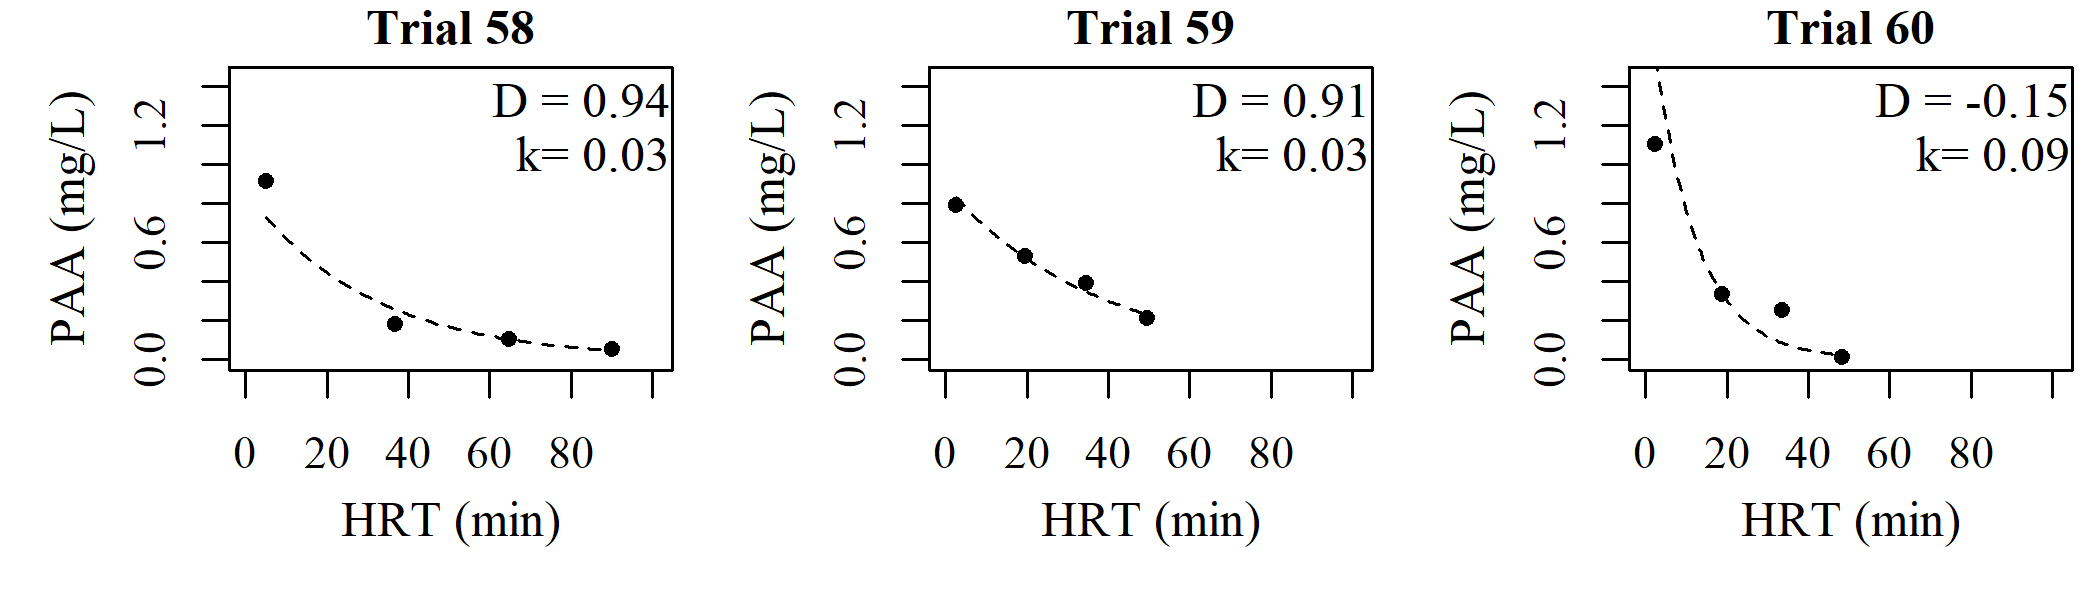 Trial 58
D = 0.94
k= 0.03
PAA (mg/L)
0.0 0.6 1.2
0 20 40 60 80
HRT (min)
Trial 59
D = 0.91
k= 0.03
PAA (mg/L)
0.0 0.6 1.2
0 20 40 60 80
HRT (min)
Trial 60
D = -0.15
k= 0.09
PAA (mg/L)
0.0 0.6 1.2
0 20 40 60 80
HRT (min)